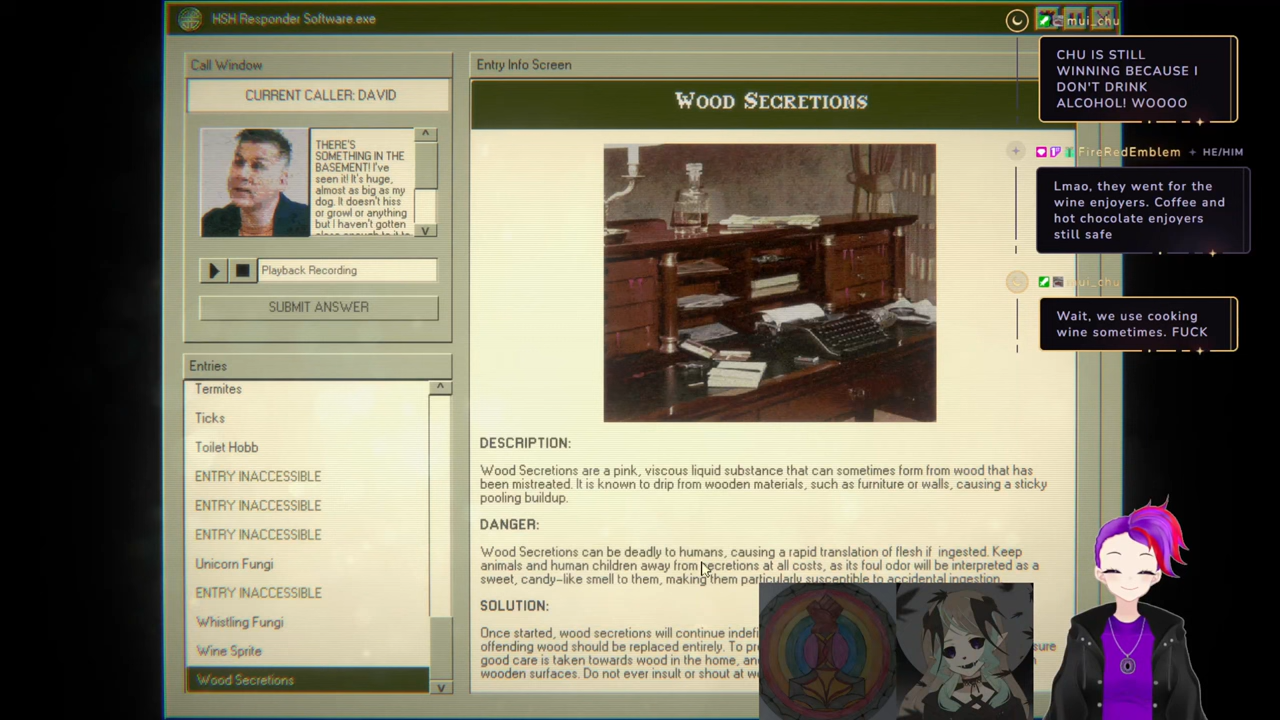 HSH Responder Software.exe
Call Window
CURRENT CALLER: DAVID
THERE'S
SOMETHING IN THE
BASEMENT! I've
seen it! It's huge,
almost as big as my
dog. It doesn't hiss
or growl or anything
but I haven't gotten
Playback Recording
SUBMIT ANSWER
Entries
Termites
Ticks
Toilet Hobb
ENTRY INACCESSIBLE
ENTRY INACCESSIBLE
ENTRY INACCESSIBLE
Unicorn Fungi
ENTRY INACCESSIBLE
Whistling Fungi
Wine Sprite
Wood Secretions
Entry Info Screen
WOOD SECRETIONS
DESCRIPTION:
Wood Secretions are a pink, viscous liquid substance that can sometimes form from wood that has
been mistreated. It is known to drip from wooden materials, such as furniture or walls, causing a sticky
pooling buildup.
DANGER:
Wood Secretions can be deadly to humans, causing a rapid translation of flesh if ingested. Keep
animals and human children away from secretions at all costs, as its foul odor will be interpreted as a
sweet, candy-like smell to them, making them particularly susceptible to accidental ingestion.
SOLUTION:
Once started, wood secretions will continue
offending wood should be replaced entirely. To
good care is taken towards wood in the home,
wooden surfaces. Do not ever insult or shout at
mui_chu
CHU IS STILL
WINNING BECAUSE I
DON'T DRINK
ALCOHOL! WOOOO
FireRedEmblem + HE/HIM
Lmao, they went for the
wine enjoyers. Coffee and
hot chocolate enjoyers
still safe
mui_chu
Wait, we use cooking
wine sometimes. FUCK